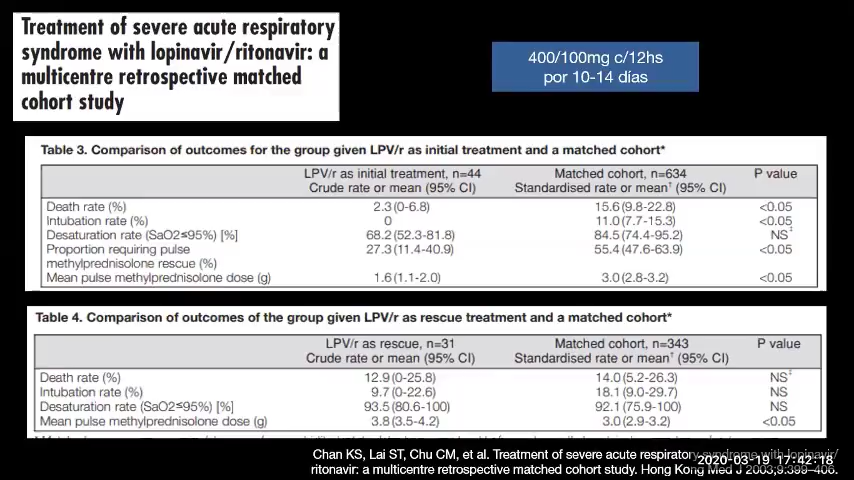 Treatment of severe acute respiratory
syndrome with lopinavir/ritonavir: a
multicentre retrospective matched
cohort study
400/100mg c/12hs
por 10-14 días
Table 3. Comparison of outcomes for the group given LPV/r as initial treatment and a matched cohort*
LPV/r as initial treatment, n=44 Matched cohort, n=634 P value
Crude rate or mean (95% CI) Standardised rate or mean† (95% CI)
Death rate (%) 2.3 (0-6.8) 15.6 (9.8-22.8) <0.05
Intubation rate (%) 0 11.0 (7.7-15.3) <0.05
Desaturation rate (SaO2≤95%) [%] 68.2 (52.3-81.8) 84.5 (74.4-95.2) NS‡
Proportion requiring pulse 27.3 (11.4-40.9) 55.4 (47.6-63.9) <0.05
methylprednisolone rescue (%)
Mean pulse methylprednisolone dose (g) 1.6 (1.1-2.0) 3.0 (2.8-3.2) <0.05
Table 4. Comparison of outcomes of the group given LPV/r as rescue treatment and a matched cohort*
LPV/r as rescue, n=31 Matched cohort, n=343 P value
Crude rate or mean (95% CI) Standardised rate or mean† (95% CI)
Death rate (%) 12.9 (0-25.8) 14.0 (5.2-26.3) NS‡
Intubation rate (%) 9.7 (0-22.6) 18.1 (9.0-29.7) NS
Desaturation rate (SaO2≤95%) [%] 93.5 (80.6-100) 92.1 (75.9-100) NS
Mean pulse methylprednisolone dose (g) 3.8 (3.5-4.2) 3.0 (2.9-3.2) <0.05
Chan KS, Lai ST, Chu CM, et al. Treatment of severe acute respiratory syndrome with lopinavir/
2020-03-19 17:42:18
ritonavir: a multicentre retrospective matched cohort study. Hong Kong Med J 2003;9:399–406.